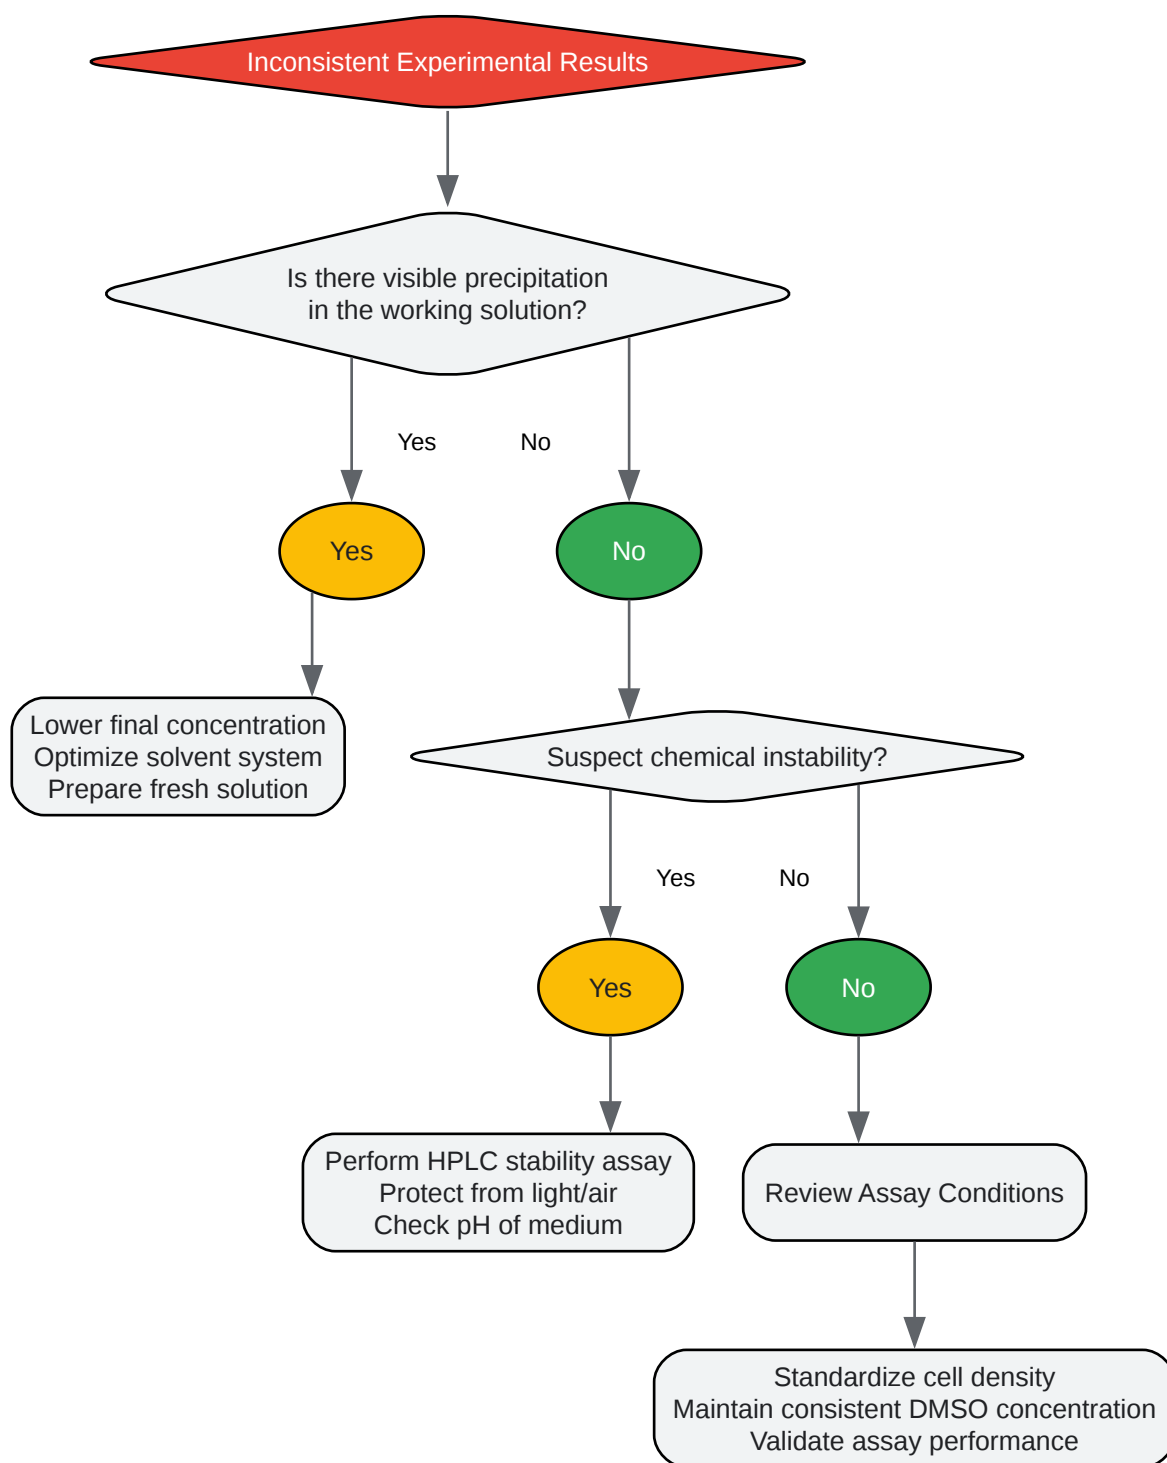 Inconsistent Experimental Results
Is there visible precipitation
in the working solution?
Yes
No
Yes
No
Lower final concentration
Optimize solvent system
Prepare fresh solution
Suspect chemical instability?
Yes
No
Yes
No
Perform HPLC stability assay
Protect from light/air
Check pH of medium
Review Assay Conditions
Standardize cell density
Maintain consistent DMSO concentration
Validate assay performance